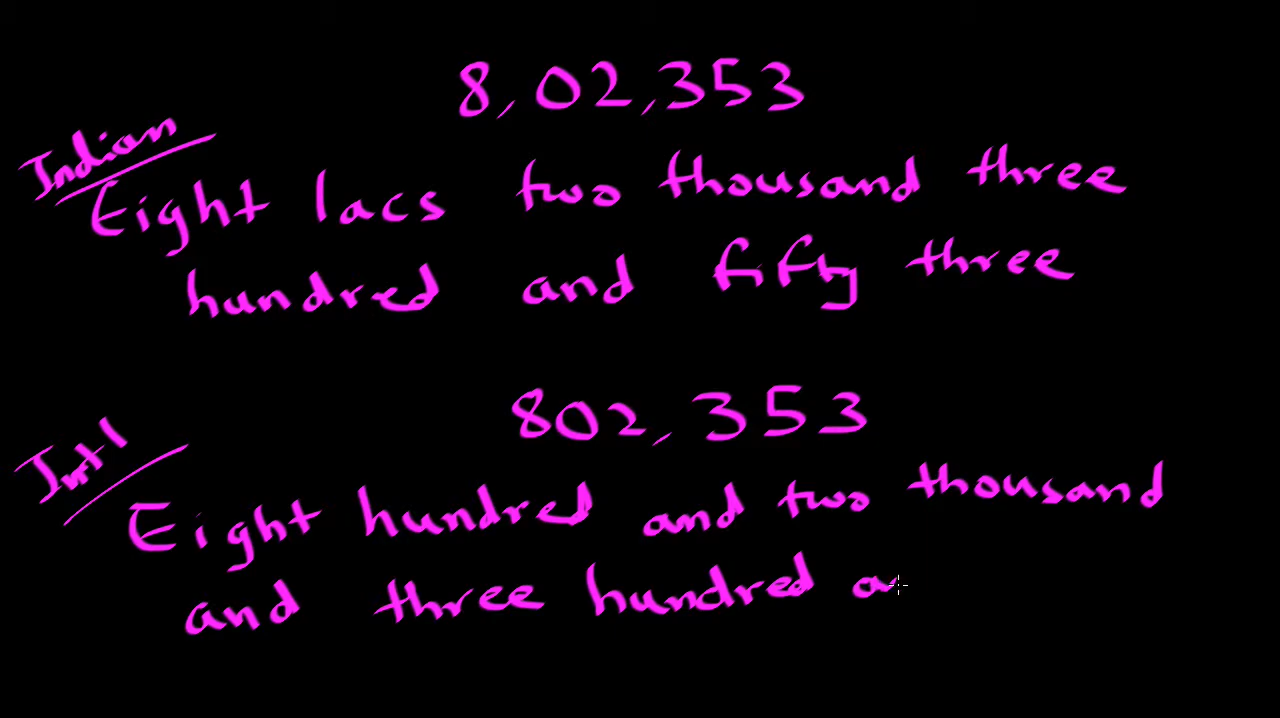 8,02,353
Indian
Eight lacs two thousand three
hundred and fifty three
802,353
Int'l
Eight hundred and two thousand
and three hundred a